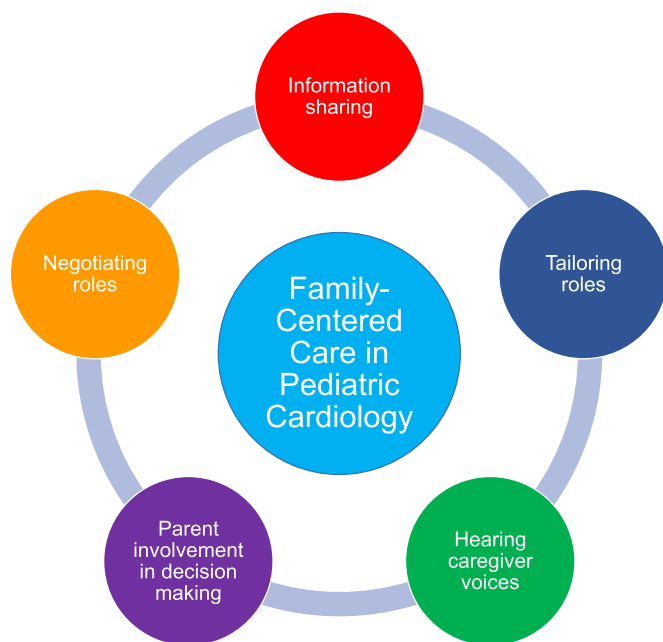 Information
sharing
Tailoring
roles
Hearing
caregiver
voices
Parent
involvement
in decision
making
Negotiating
roles
Family-
Centered
Care in
Pediatric
Cardiology